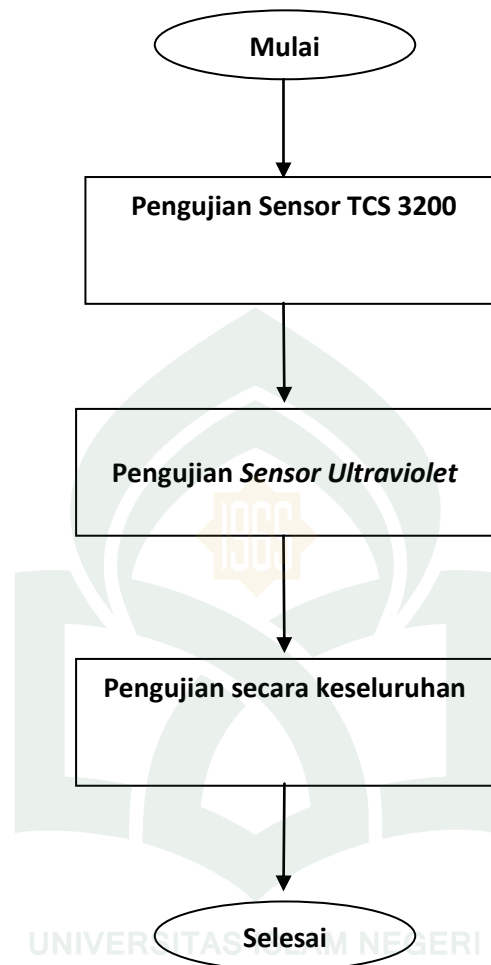 Mulai
Pengujian Sensor TCS 3200
Pengujian Sensor Ultraviolet
Pengujian secara keseluruhan
Selesai
UNIVERSITAS ISLAM NEGERI